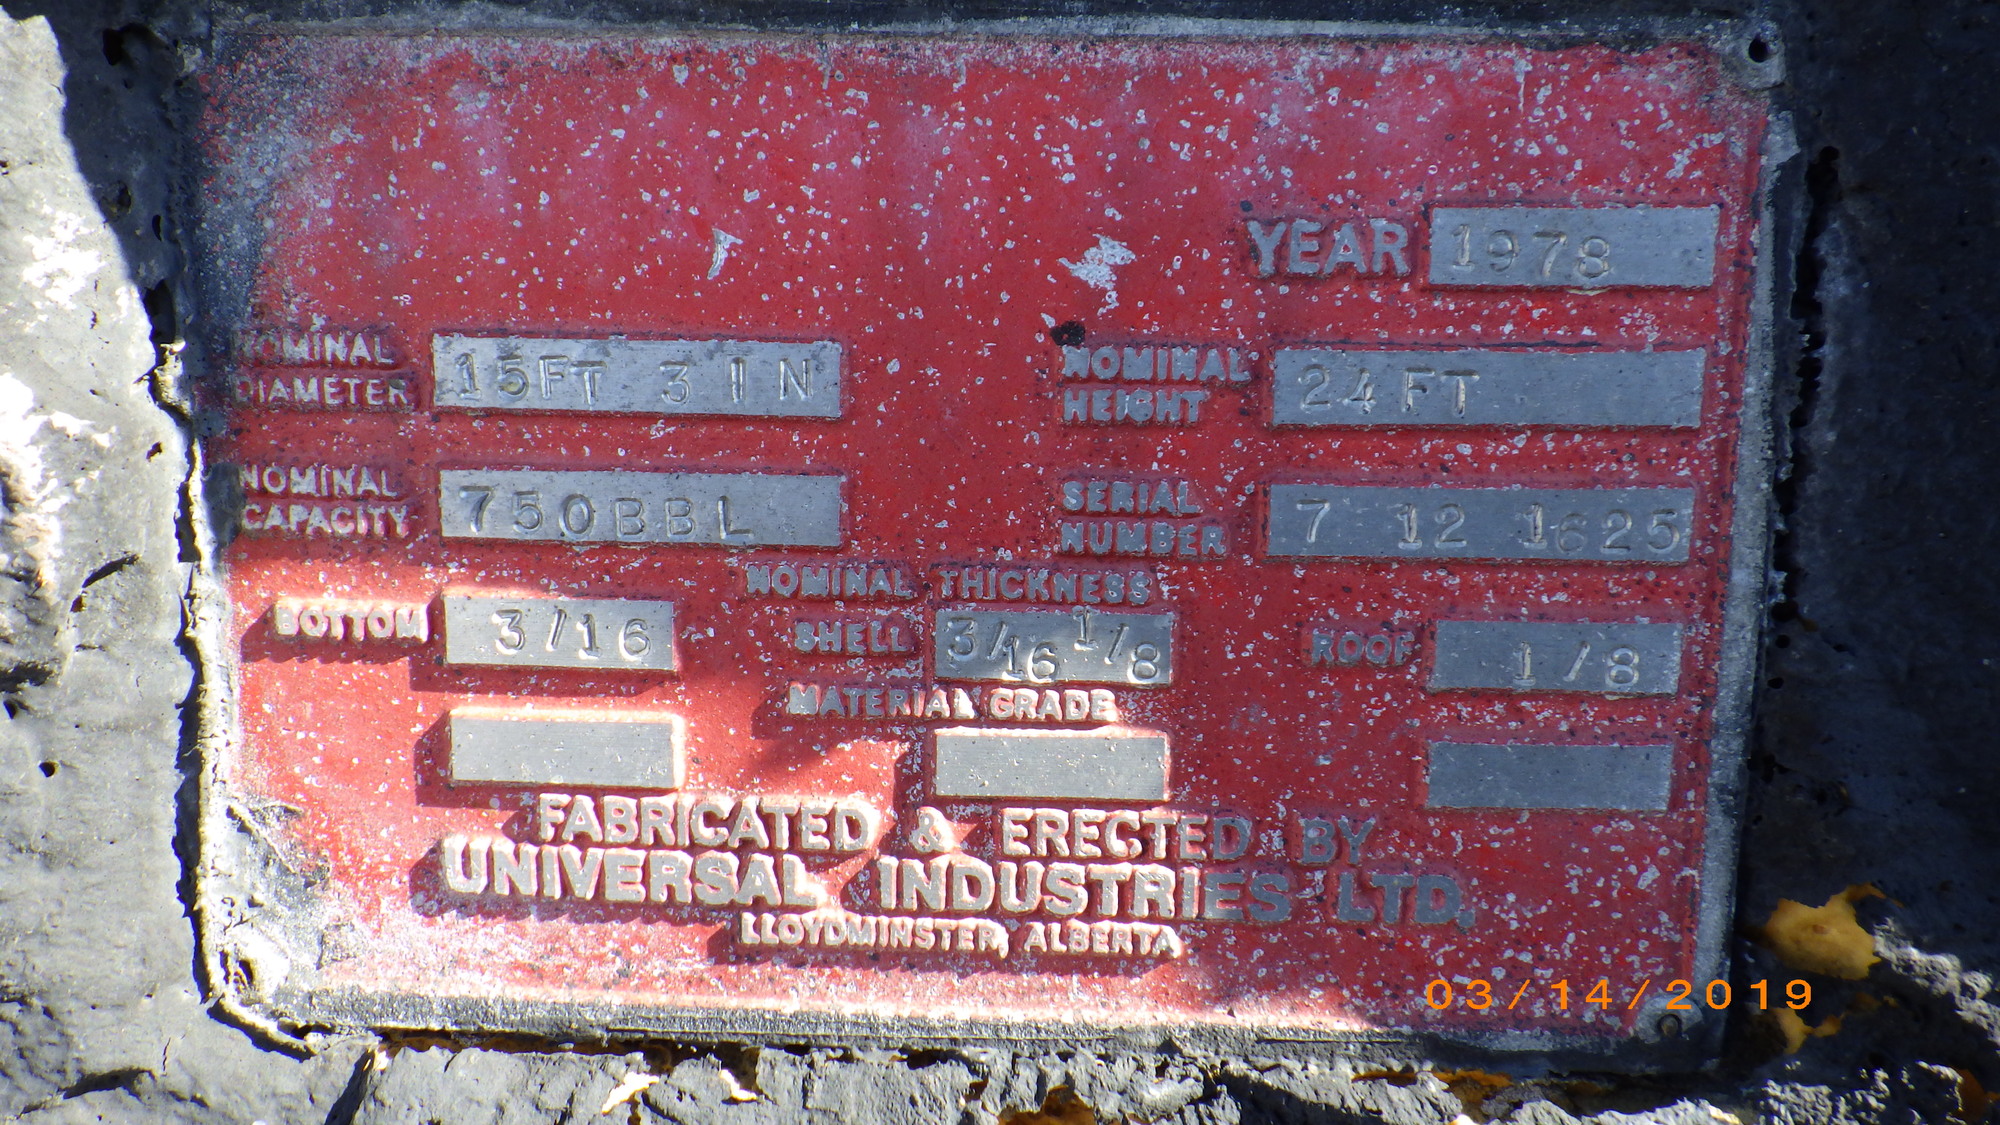 YEAR 1978
NOMINAL DIAMETER 15FT 3 IN
NOMINAL HEIGHT 24FT
NOMINAL CAPACITY 750BBL
SERIAL NUMBER 7 12 1625
NOMINAL THICKNESS
BOTTOM 3/16 SHELL 3/16 1/8 ROOF 1/8
MATERIAL GRADE
FABRICATED & ERECTED BY
UNIVERSAL INDUSTRIES LTD.
LLOYDMINSTER, ALBERTA
03/14/2019